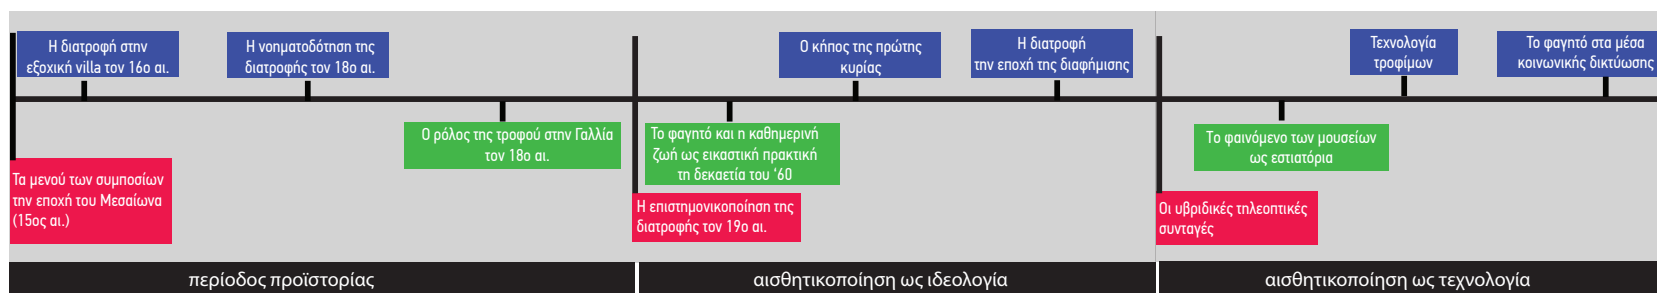 Η διατροφή στην
εξοχική villa τον 16ο αι.
Η νοηματοδότηση της
διατροφής τον 18ο αι.
Ο κήπος της πρώτης
κυρίας
Η διατροφή
την εποχή της διαφήμισης
Τεχνολογία
τροφίμων
Το φαγητό στα μέσα
κοινωνικής δικτύωσης
Ο ρόλος της τροφού στην Γαλλία
τον 18ο αι.
Το φαγητό και η καθημερινή
ζωή ως εικαστική πρακτική
τη δεκαετία του ‘60
Το φαινόμενο των μουσείων
ως εστιατόρια
Τα μενού των συμποσίων
την εποχή του Μεσαίωνα
(15ος αι.)
Η επιστημονικοποίηση της
διατροφής τον 19ο αι.
Οι υβριδικές τηλεοπτικές
συνταγές
περίοδος προϊστορίας
αισθητικοποίηση ως ιδεολογία
αισθητικοποίηση ως τεχνολογία